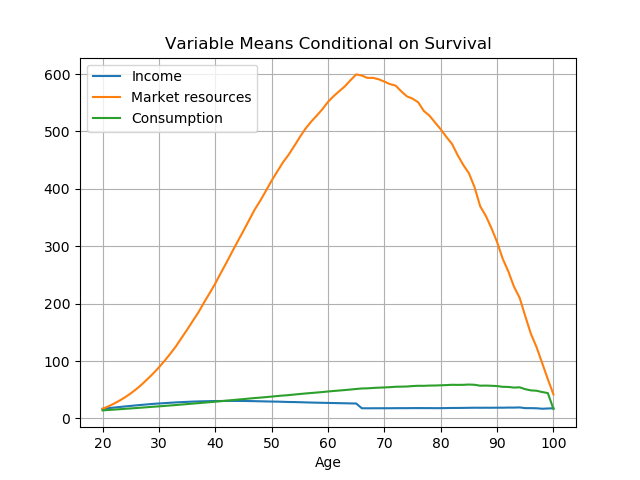 Variable Means Conditional on Survival
Income
Market resources
Consumption
600
500
400
300
200
100
0
20 30 40 50 60 70 80 90 100
Age